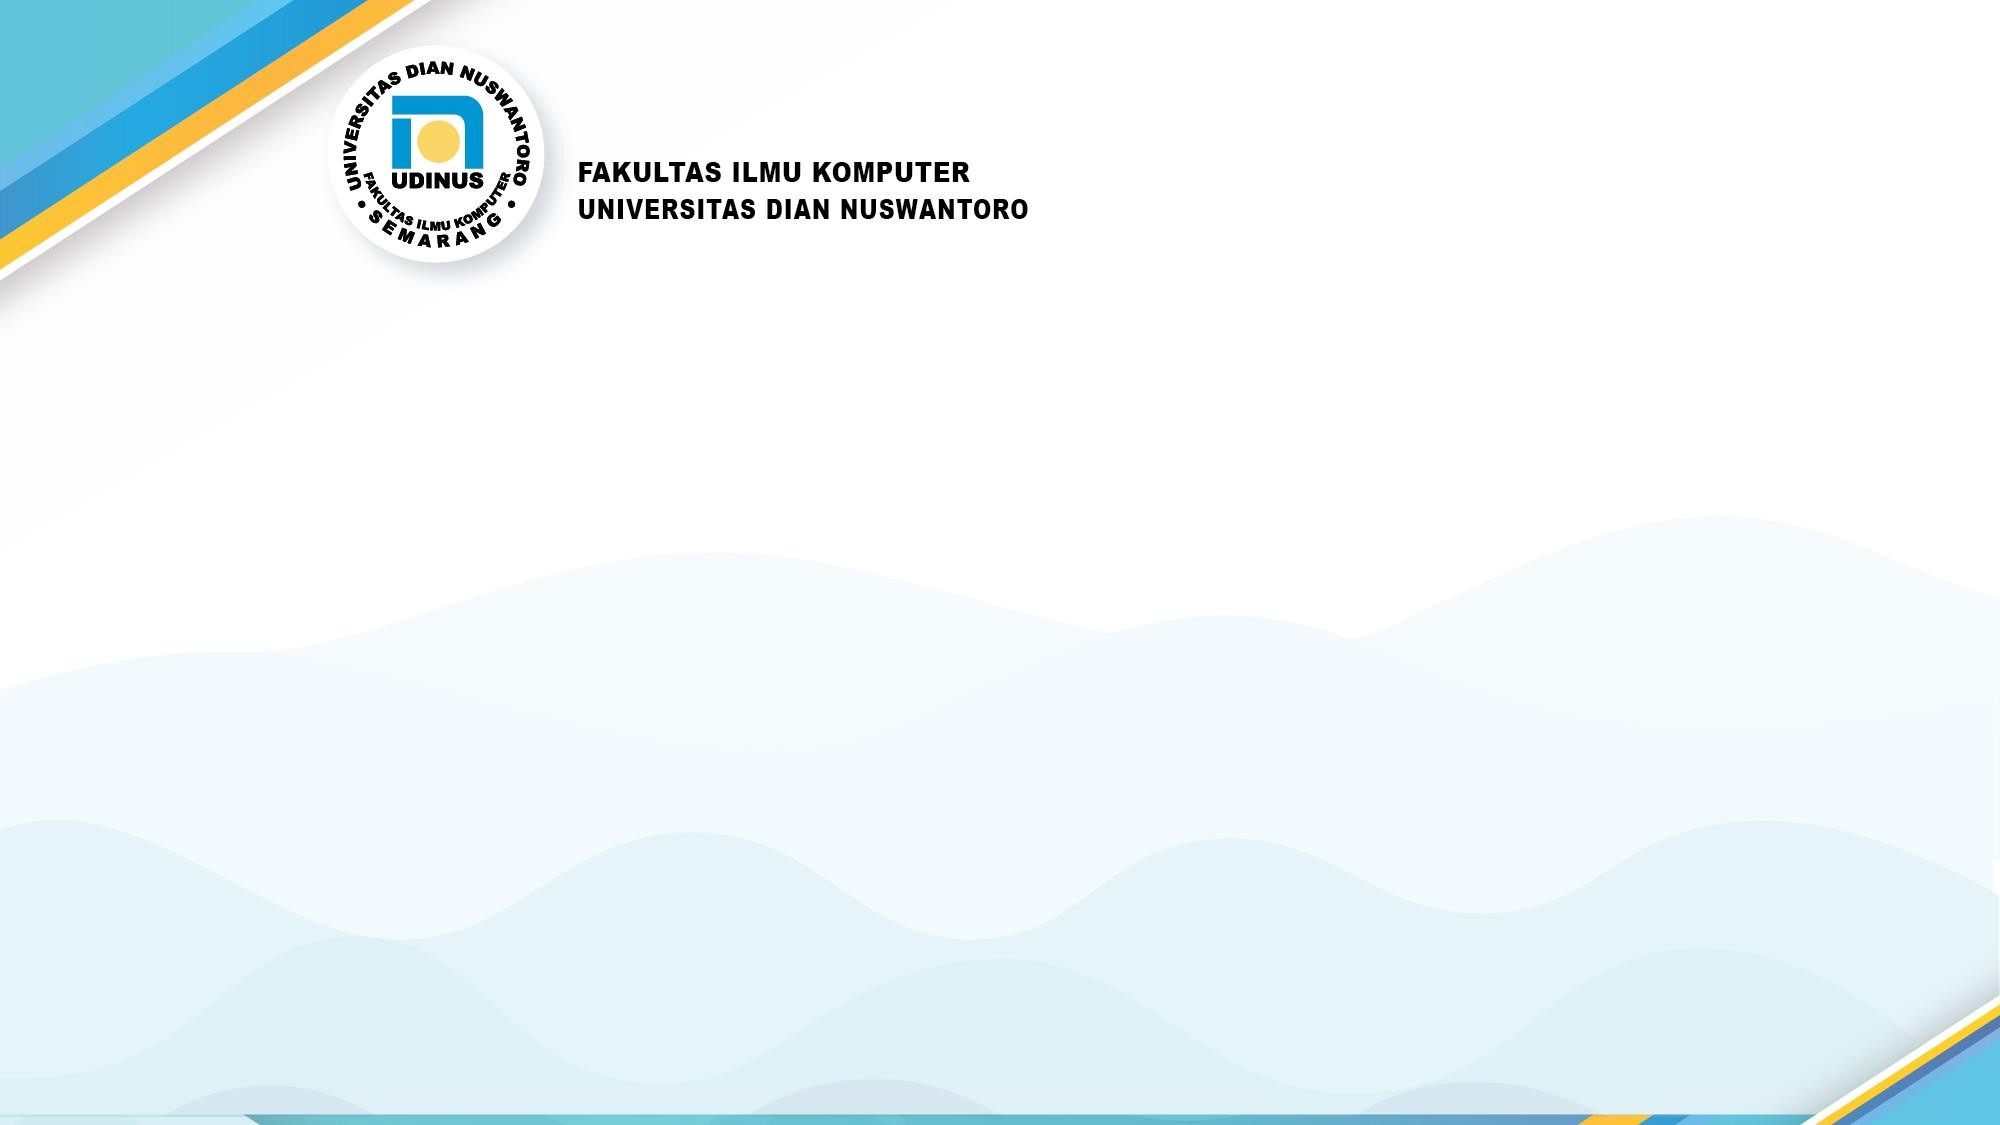 UNIVERSITAS DIAN NUSWANTORO
UDINUS
FAKULTAS ILMU KOMPUTER
• SEMARANG •
FAKULTAS ILMU KOMPUTER
UNIVERSITAS DIAN NUSWANTORO